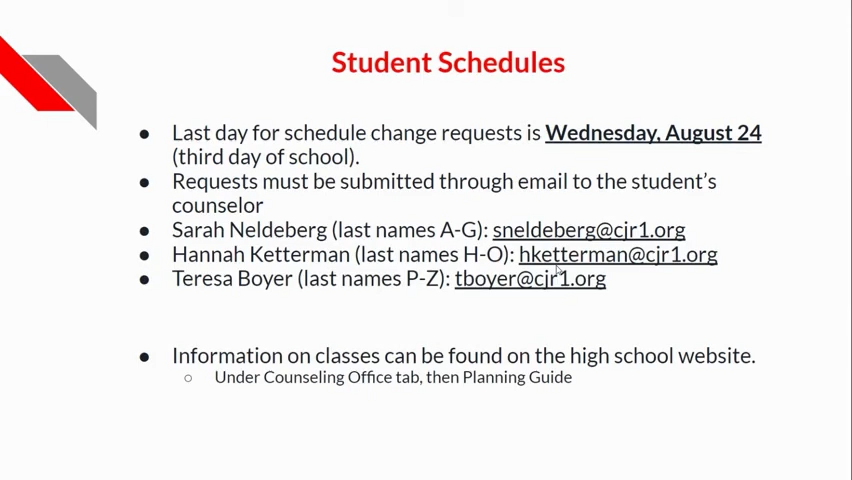 Student Schedules
● Last day for schedule change requests is Wednesday, August 24
(third day of school).
● Requests must be submitted through email to the student's
counselor
● Sarah Neldeberg (last names A-G): sneldeberg@cjr1.org
● Hannah Ketterman (last names H-O): hketterman@cjr1.org
● Teresa Boyer (last names P-Z): tboyer@cjr1.org
● Information on classes can be found on the high school website.
○ Under Counseling Office tab, then Planning Guide